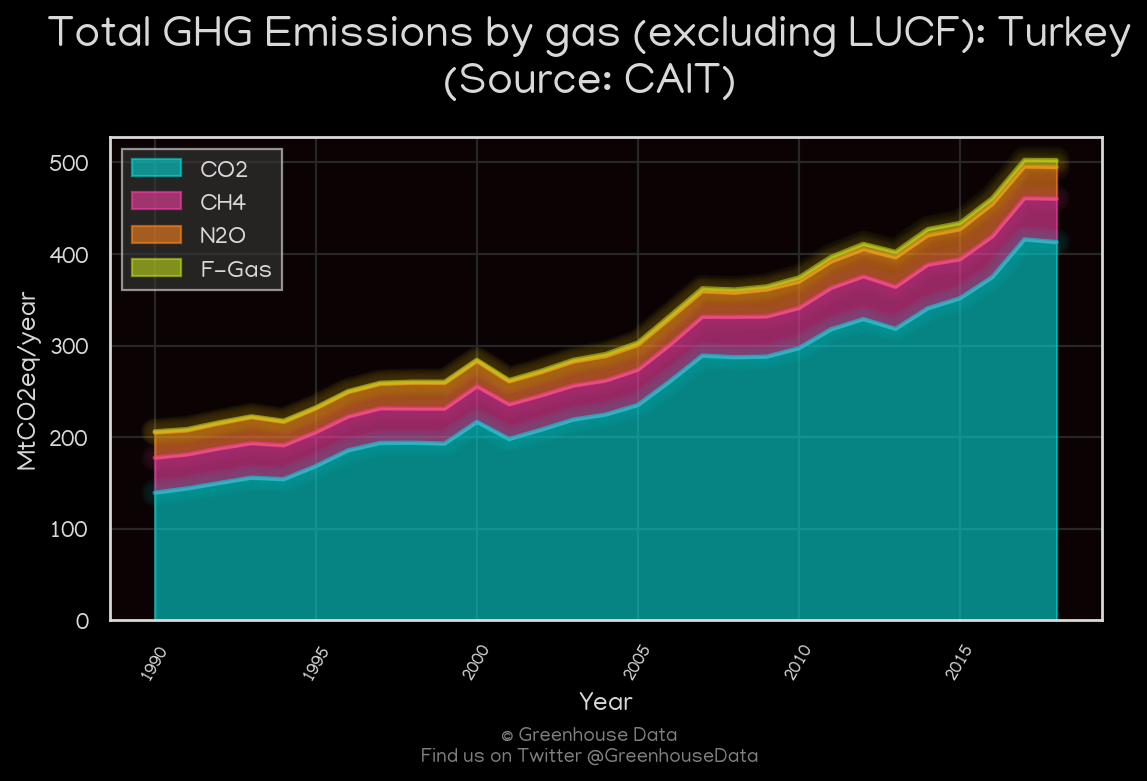 Total GHG Emissions by gas (excluding LUCF): Turkey
(Source: CAIT)
500
400
300
200
100
0
CO2
CH4
N2O
F-Gas
MtCO2eq/year
1990
1995
2000
2005
2010
2015
Year
© Greenhouse Data
Find us on Twitter @GreenhouseData